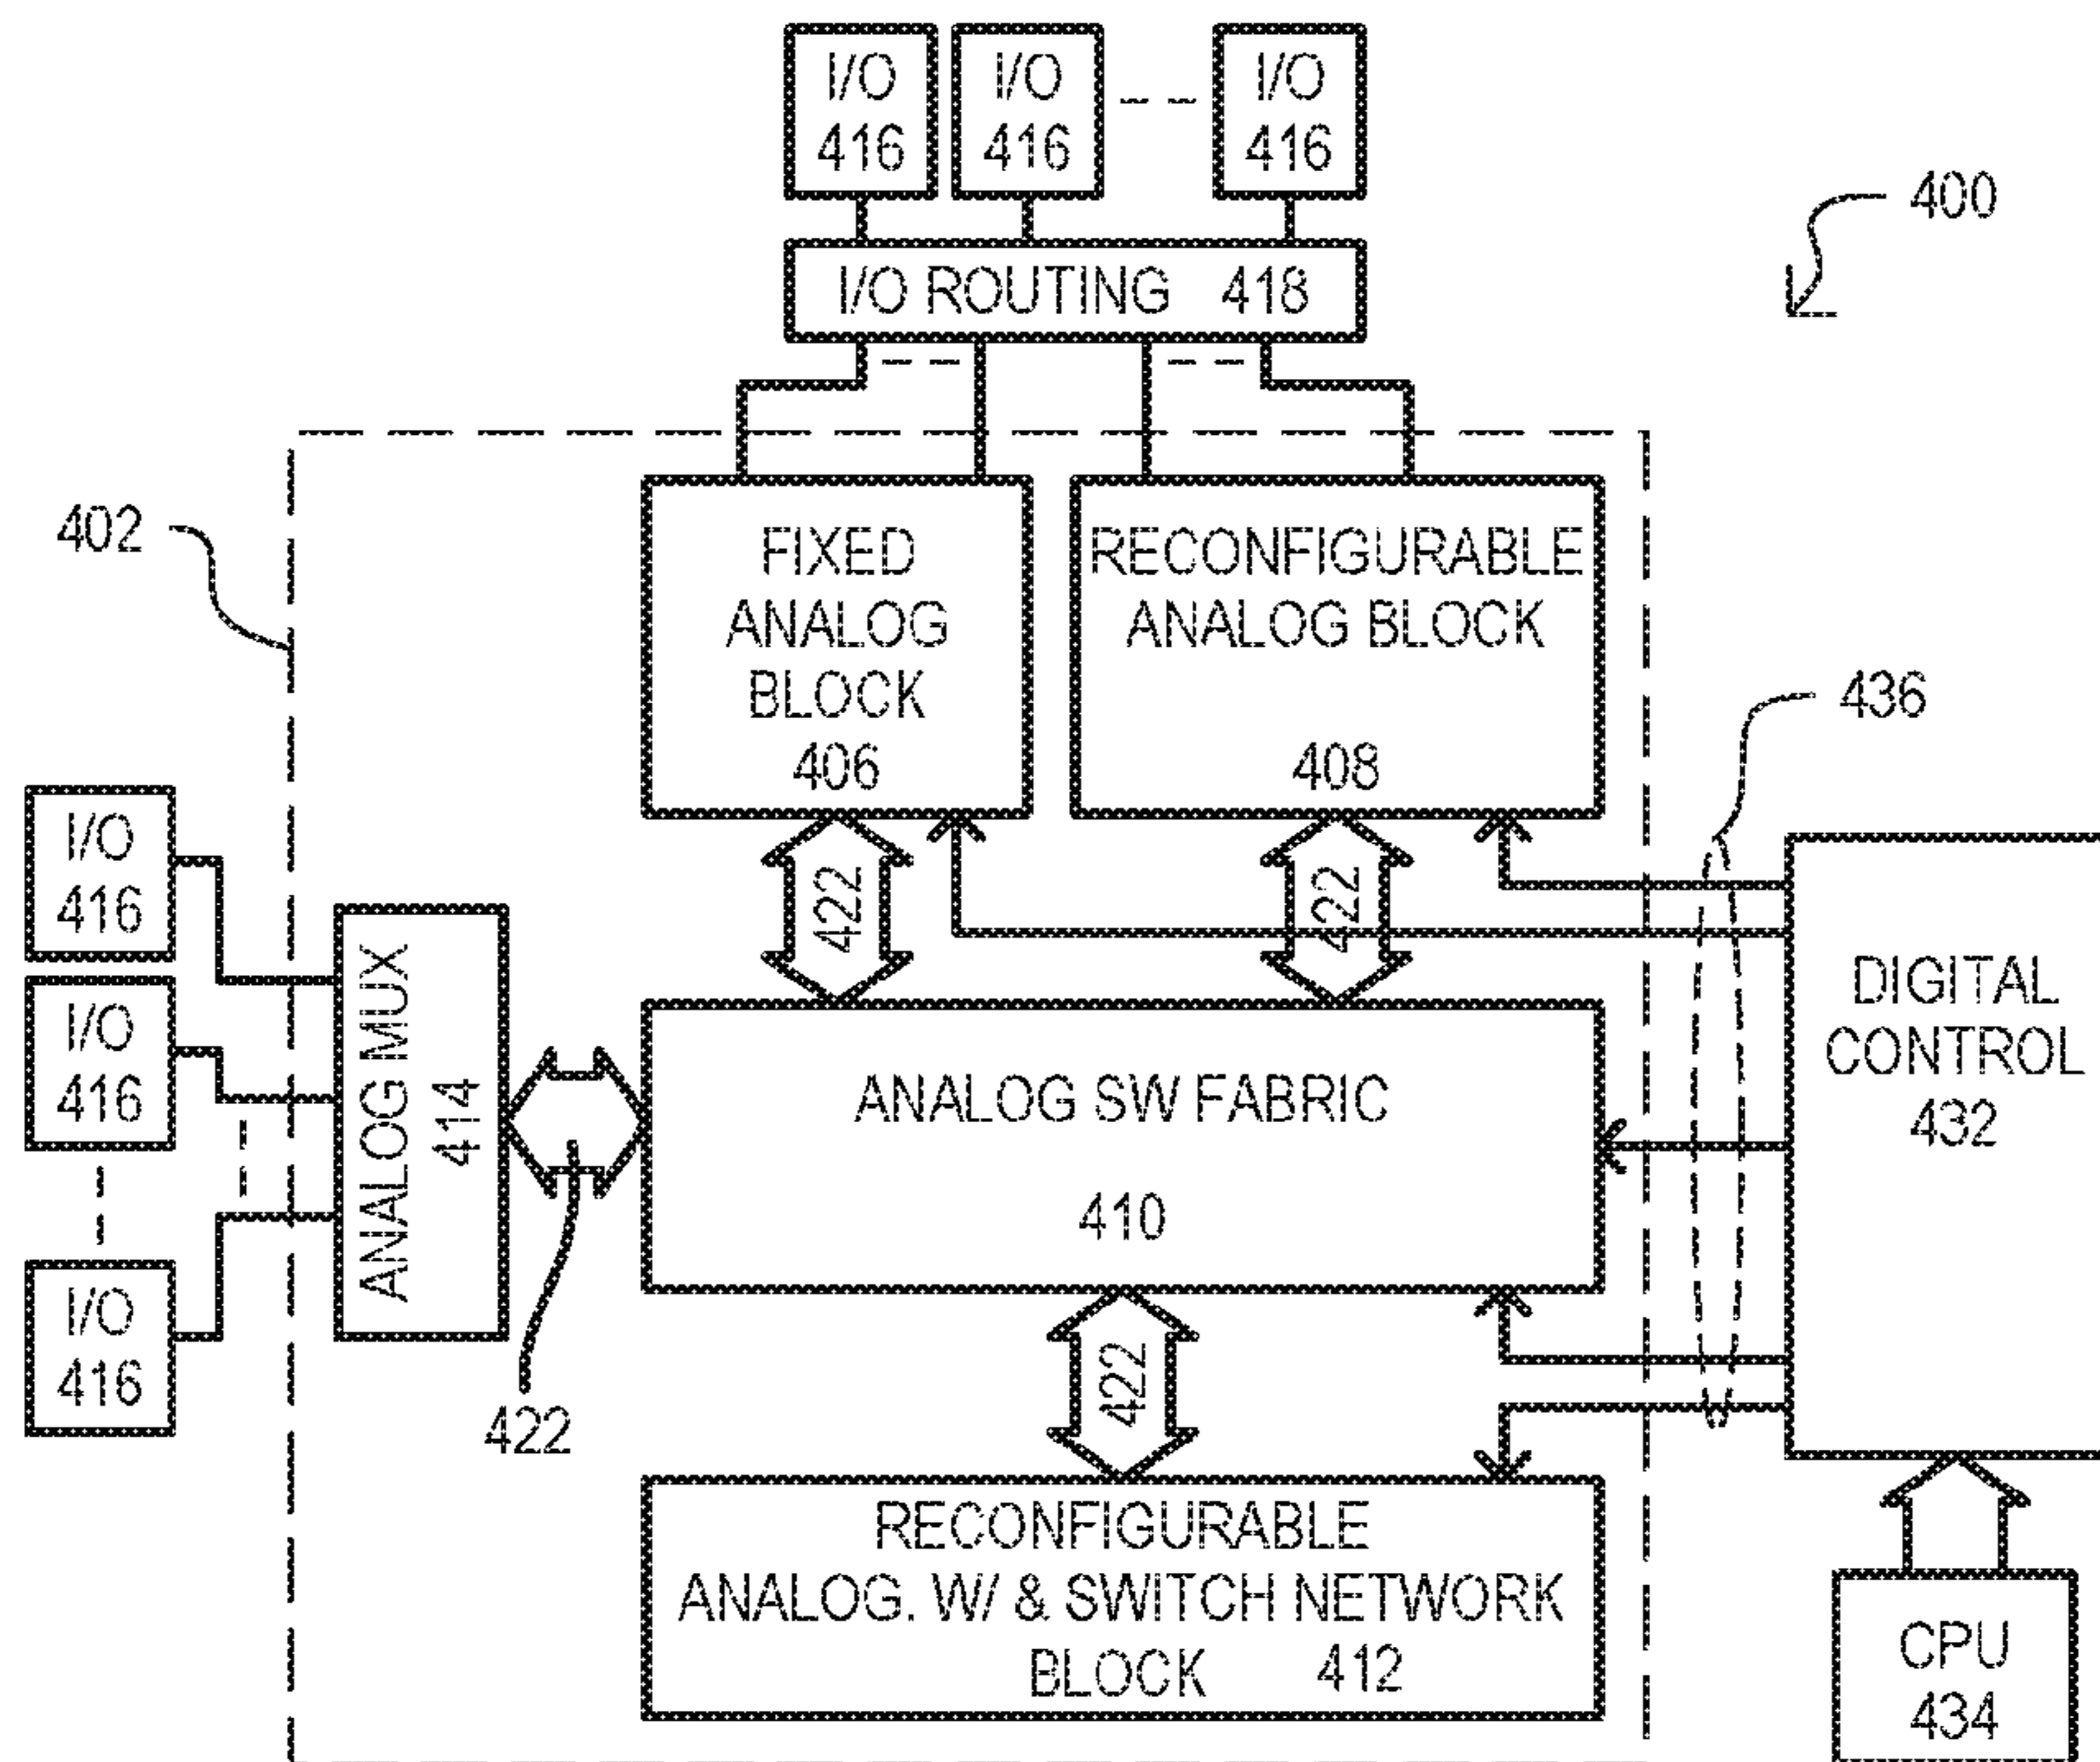 I/O
416
I/O
416
I/O
416
400
I/O ROUTING 418
402
FIXED
ANALOG
BLOCK
406
RECONFIGURABLE
ANALOG BLOCK
408
436
I/O
416
I/O
416
I/O
416
ANALOG MUX
414
422
422
422
ANALOG SW FABRIC
410
DIGITAL
CONTROL
432
422
RECONFIGURABLE
ANALOG. W/ & SWITCH NETWORK
BLOCK 412
CPU
434